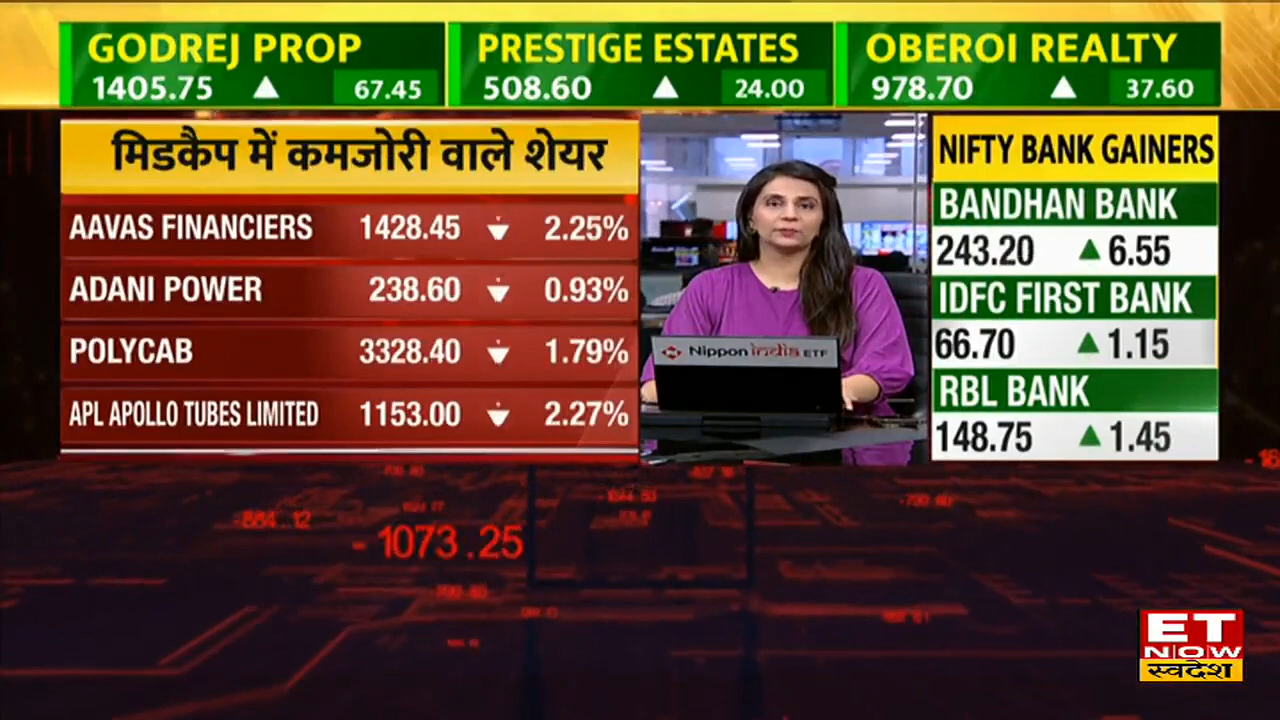 GODREJ PROP
1405.75 ▲ 67.45
PRESTIGE ESTATES
508.60 ▲ 24.00
OBEROI REALTY
978.70 ▲ 37.60
मिडकैप में कमजोरी वाले शेयर
AAVAS FINANCIERS 1428.45 2.25%
ADANI POWER 238.60 0.93%
POLYCAB 3328.40 1.79%
APL APOLLO TUBES LIMITED 1153.00 2.27%
Nippon india ETF
NIFTY BANK GAINERS
BANDHAN BANK
243.20 ▲ 6.55
IDFC FIRST BANK
66.70 ▲ 1.15
RBL BANK
148.75 ▲ 1.45
-884.12
-1073.25
ET
NOW
स्वदेश